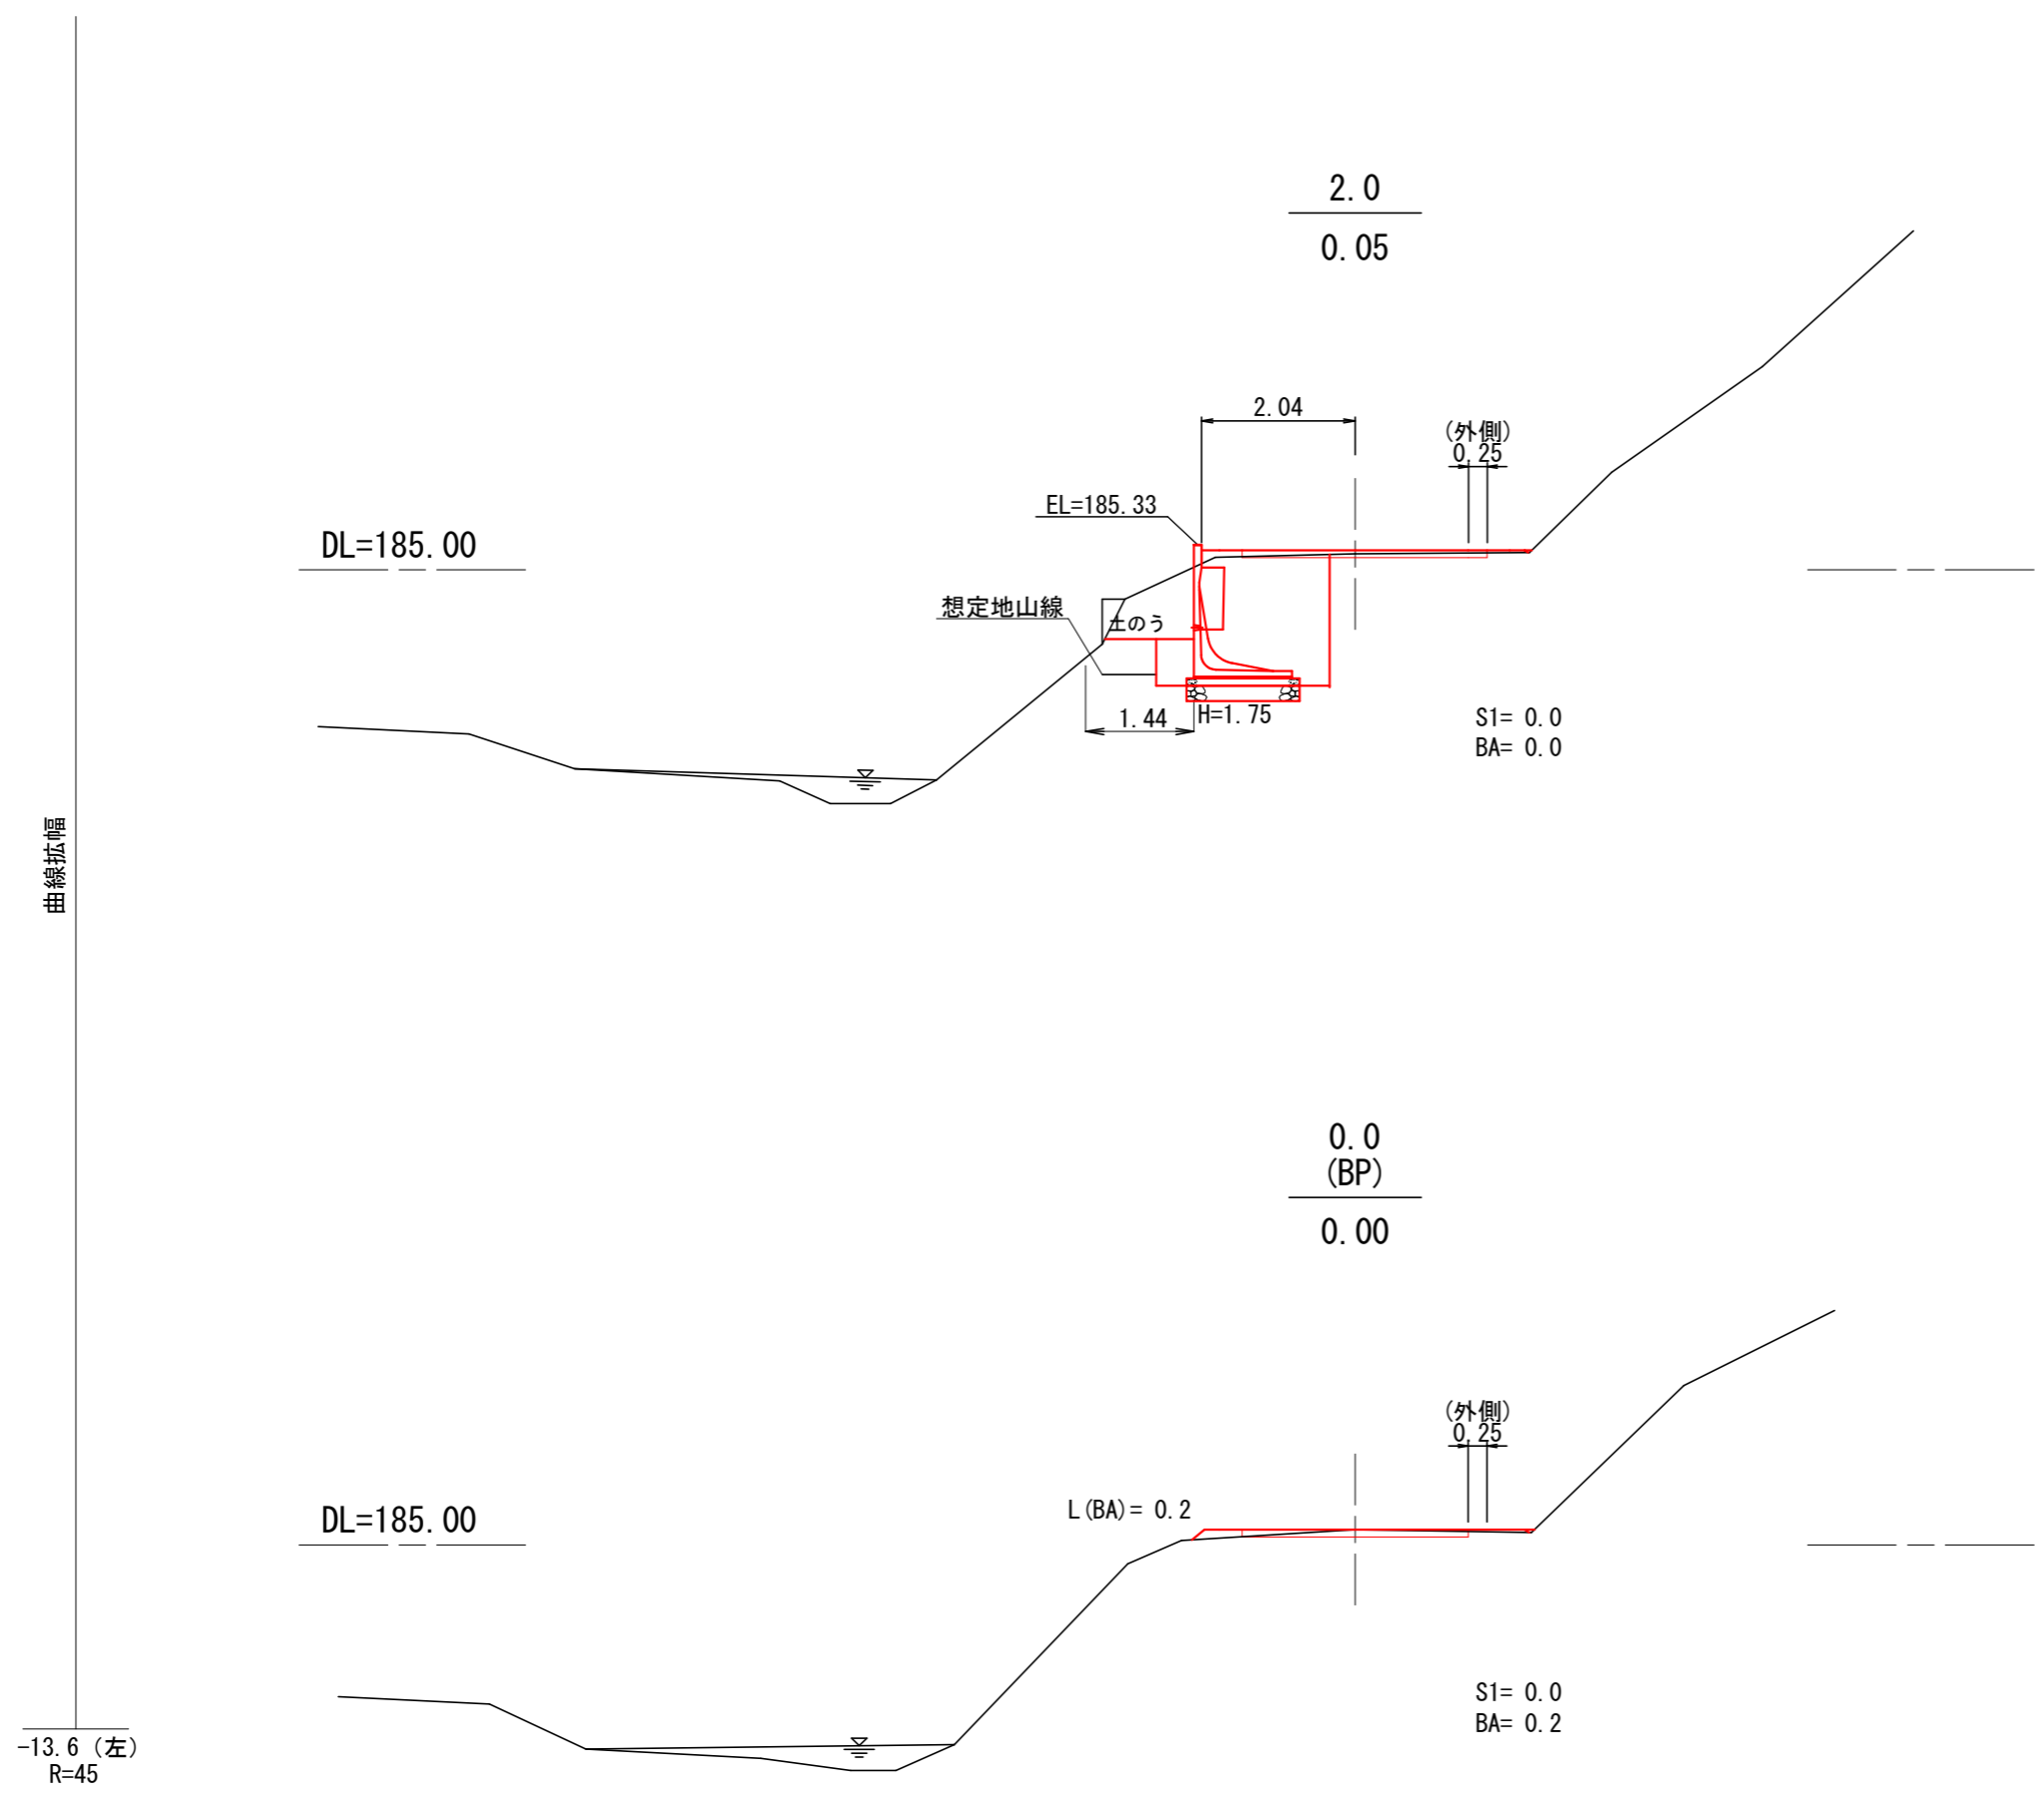 2.0
0.05
2.04
(外側)
0.25
EL=185.33
DL=185.00
想定地山線
土のう
1.44
H=1.75
S1= 0.0
BA= 0.0
曲線拡幅
0.0
(BP)
0.00
(外側)
0.25
L(BA)= 0.2
DL=185.00
S1= 0.0
BA= 0.2
-13.6 (左)
R=45